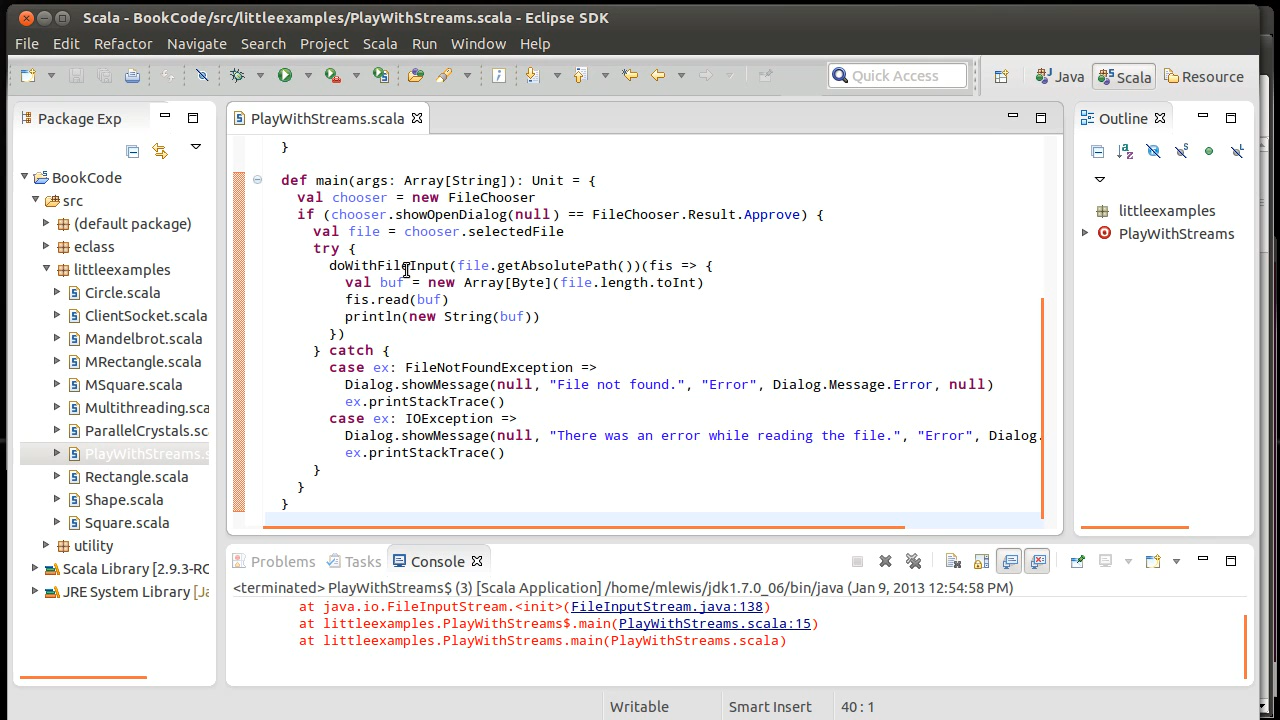 Scala - BookCode/src/littleexamples/PlayWithStreams.scala - Eclipse SDK
File Edit Refactor Navigate Search Project Scala Run Window Help
Quick Access
Java
Scala
Resource
Package Exp
BookCode
src
(default package)
eclass
littleexamples
Circle.scala
ClientSocket.scala
Mandelbrot.scala
MRectangle.scala
MSquare.scala
Multithreading.sca
ParallelCrystals.sc
PlayWithStreams.s
Rectangle.scala
Shape.scala
Square.scala
utility
Scala Library [2.9.3-RC
JRE System Library [Ja
PlayWithStreams.scala
}
def main(args: Array[String]): Unit = {
val chooser = new FileChooser
if (chooser.showOpenDialog(null) == FileChooser.Result.Approve) {
val file = chooser.selectedFile
try {
doWithFileInput(file.getAbsolutePath())(fis => {
val buf = new Array[Byte](file.length.toInt)
fis.read(buf)
println(new String(buf))
})
} catch {
case ex: FileNotFoundException =>
Dialog.showMessage(null, "File not found.", "Error", Dialog.Message.Error, null)
ex.printStackTrace()
case ex: IOException =>
Dialog.showMessage(null, "There was an error while reading the file.", "Error", Dialog.
ex.printStackTrace()
}
}
}
Outline
littleexamples
PlayWithStreams
Problems Tasks Console
<terminated> PlayWithStreams$ (3) [Scala Application] /home/mlewis/jdk1.7.0_06/bin/java (Jan 9, 2013 12:54:58 PM)
at java.io.FileInputStream.<init>(FileInputStream.java:138)
at littleexamples.PlayWithStreams$.main(PlayWithStreams.scala:15)
at littleexamples.PlayWithStreams.main(PlayWithStreams.scala)
Writable Smart Insert 40 : 1